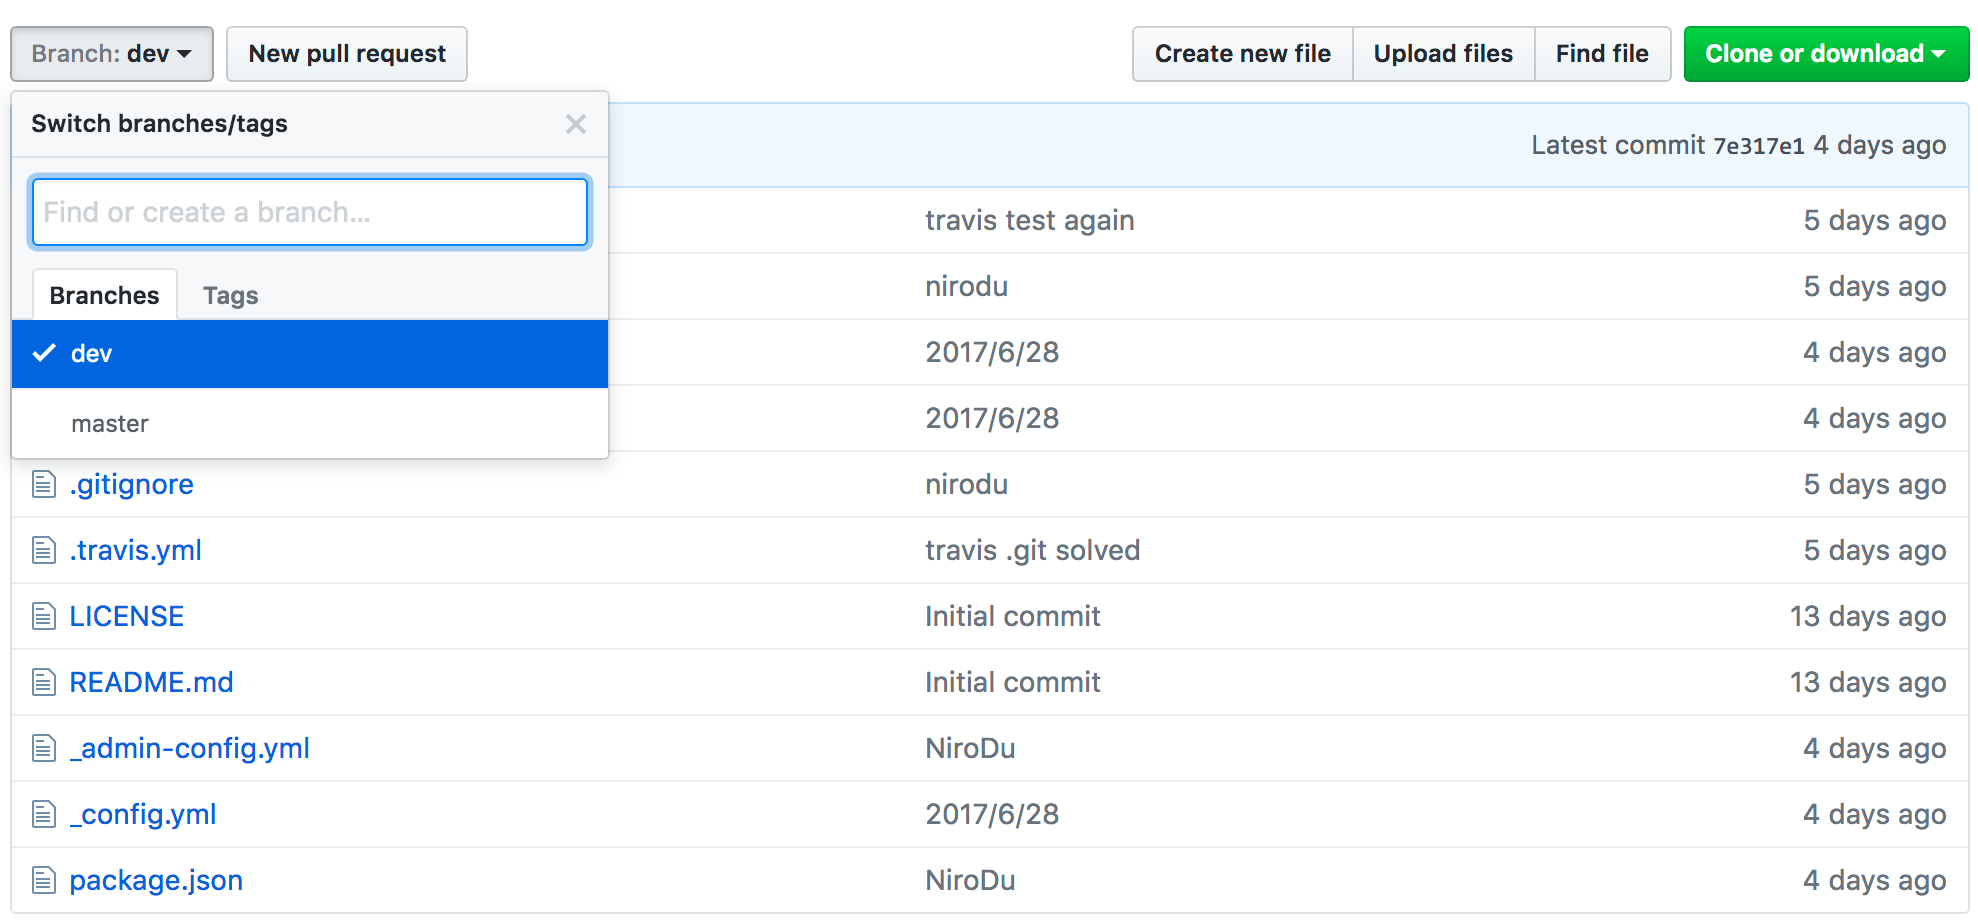 Branch: dev New pull request Create new file Upload files Find file Clone or download
Switch branches/tags
Latest commit 7e317e1 4 days ago
Find or create a branch...
travis test again 5 days ago
nirodu 5 days ago
Branches Tags
dev 2017/6/28 4 days ago
master 2017/6/28 4 days ago
.gitignore nirodu 5 days ago
.travis.yml travis .git solved 5 days ago
LICENSE Initial commit 13 days ago
README.md Initial commit 13 days ago
_admin-config.yml NiroDu 4 days ago
_config.yml 2017/6/28 4 days ago
package.json NiroDu 4 days ago